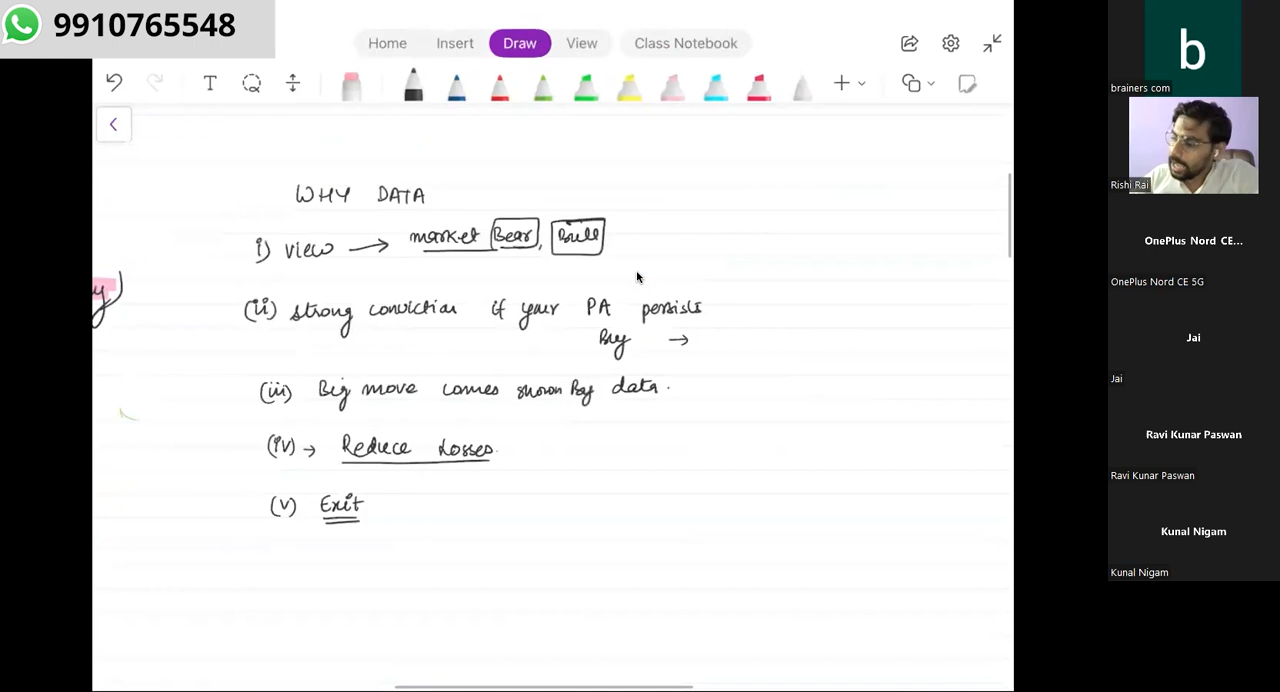 9910765548
Home Insert Draw View Class Notebook
WHY DATA
i) view → market Bear, Bull
(ii) strong conviction if your PA persists
Buy →
(iii) Big move comes shown By data.
(iv) → Reduce Losses.
(v) Exit
y)
b
brainers com
Rishi Rai
OnePlus Nord CE...
OnePlus Nord CE 5G
Jai
Jai
Ravi Kunar Paswan
Ravi Kunar Paswan
Kunal Nigam
Kunal Nigam